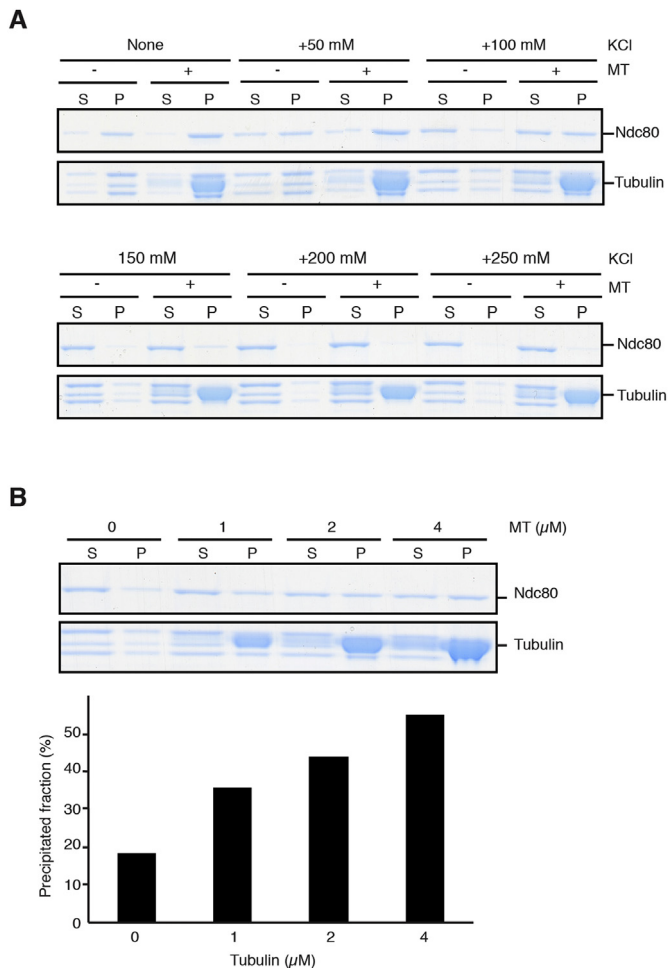 A
None +50 mM +100 mM KCl
- + - + - + MT
S P S P S P S P S P S P
Ndc80
Tubulin
150 mM +200 mM +250 mM KCl
- + - + - + MT
S P S P S P S P S P S P
Ndc80
Tubulin
B
0 1 2 4 MT (µM)
S P S P S P S P
Ndc80
Tubulin
Precipitated fraction (%)
50
40
30
20
10
0
0 1 2 4
Tubulin (µM)